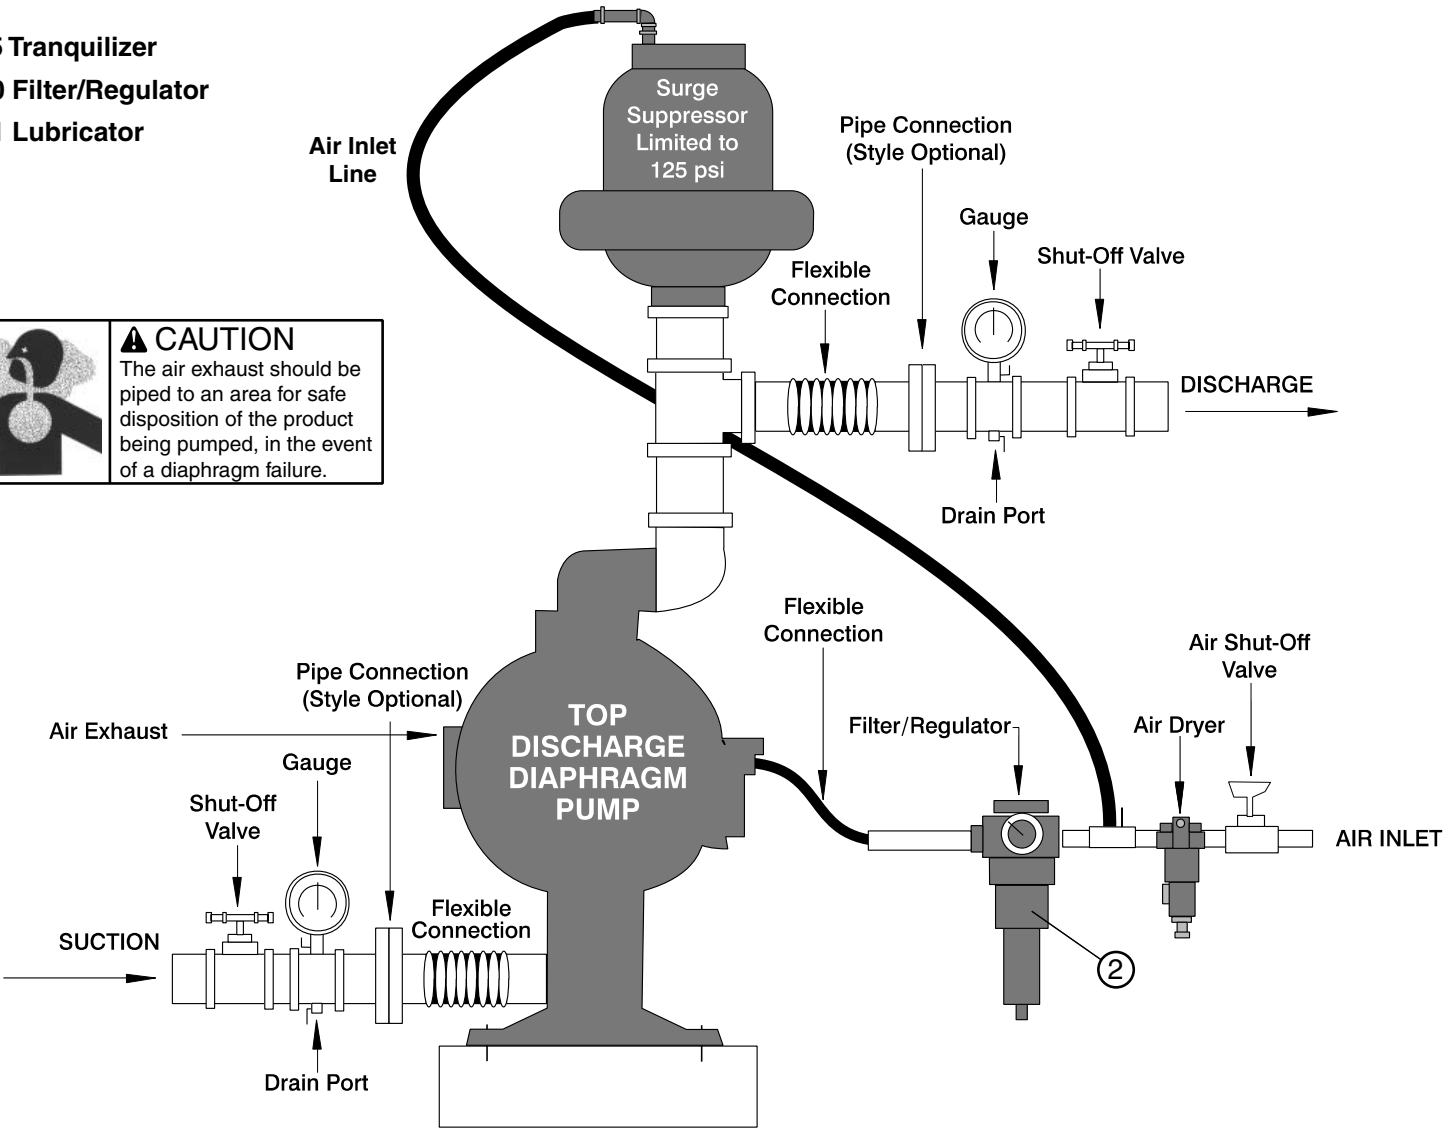 Tranquilizer
Filter/Regulator
Lubricator
Air Inlet
Line
Surge
Suppressor
Limited to
125 psi
Pipe Connection
(Style Optional)
Gauge
Shut-Off Valve
Flexible
Connection
DISCHARGE
Drain Port
CAUTION
The air exhaust should be
piped to an area for safe
disposition of the product
being pumped, in the event
of a diaphragm failure.
Flexible
Connection
Air Shut-Off
Valve
Filter/Regulator
Air Dryer
AIR INLET
2
Pipe Connection
(Style Optional)
Air Exhaust
TOP
DISCHARGE
DIAPHRAGM
PUMP
Gauge
Shut-Off
Valve
Flexible
Connection
SUCTION
Drain Port